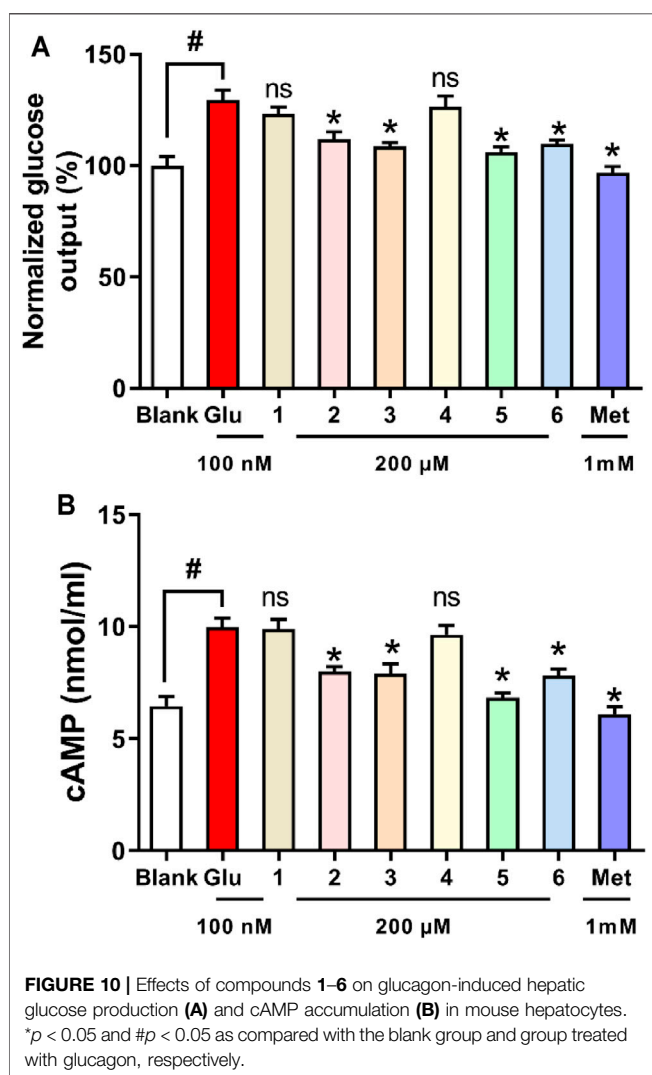 A
Normalized glucose
output (%)
150
100
50
0
#
ns
*
*
ns
*
*
*
Blank Glu 1 2 3 4 5 6 Met
100 nM 200 µM 1mM
B
cAMP (nmol/ml)
15
10
5
0
#
ns
*
*
ns
*
*
*
Blank Glu 1 2 3 4 5 6 Met
100 nM 200 µM 1mM
FIGURE 10 | Effects of compounds 1–6 on glucagon-induced hepatic
glucose production (A) and cAMP accumulation (B) in mouse hepatocytes.
*p < 0.05 and #p < 0.05 as compared with the blank group and group treated
with glucagon, respectively.